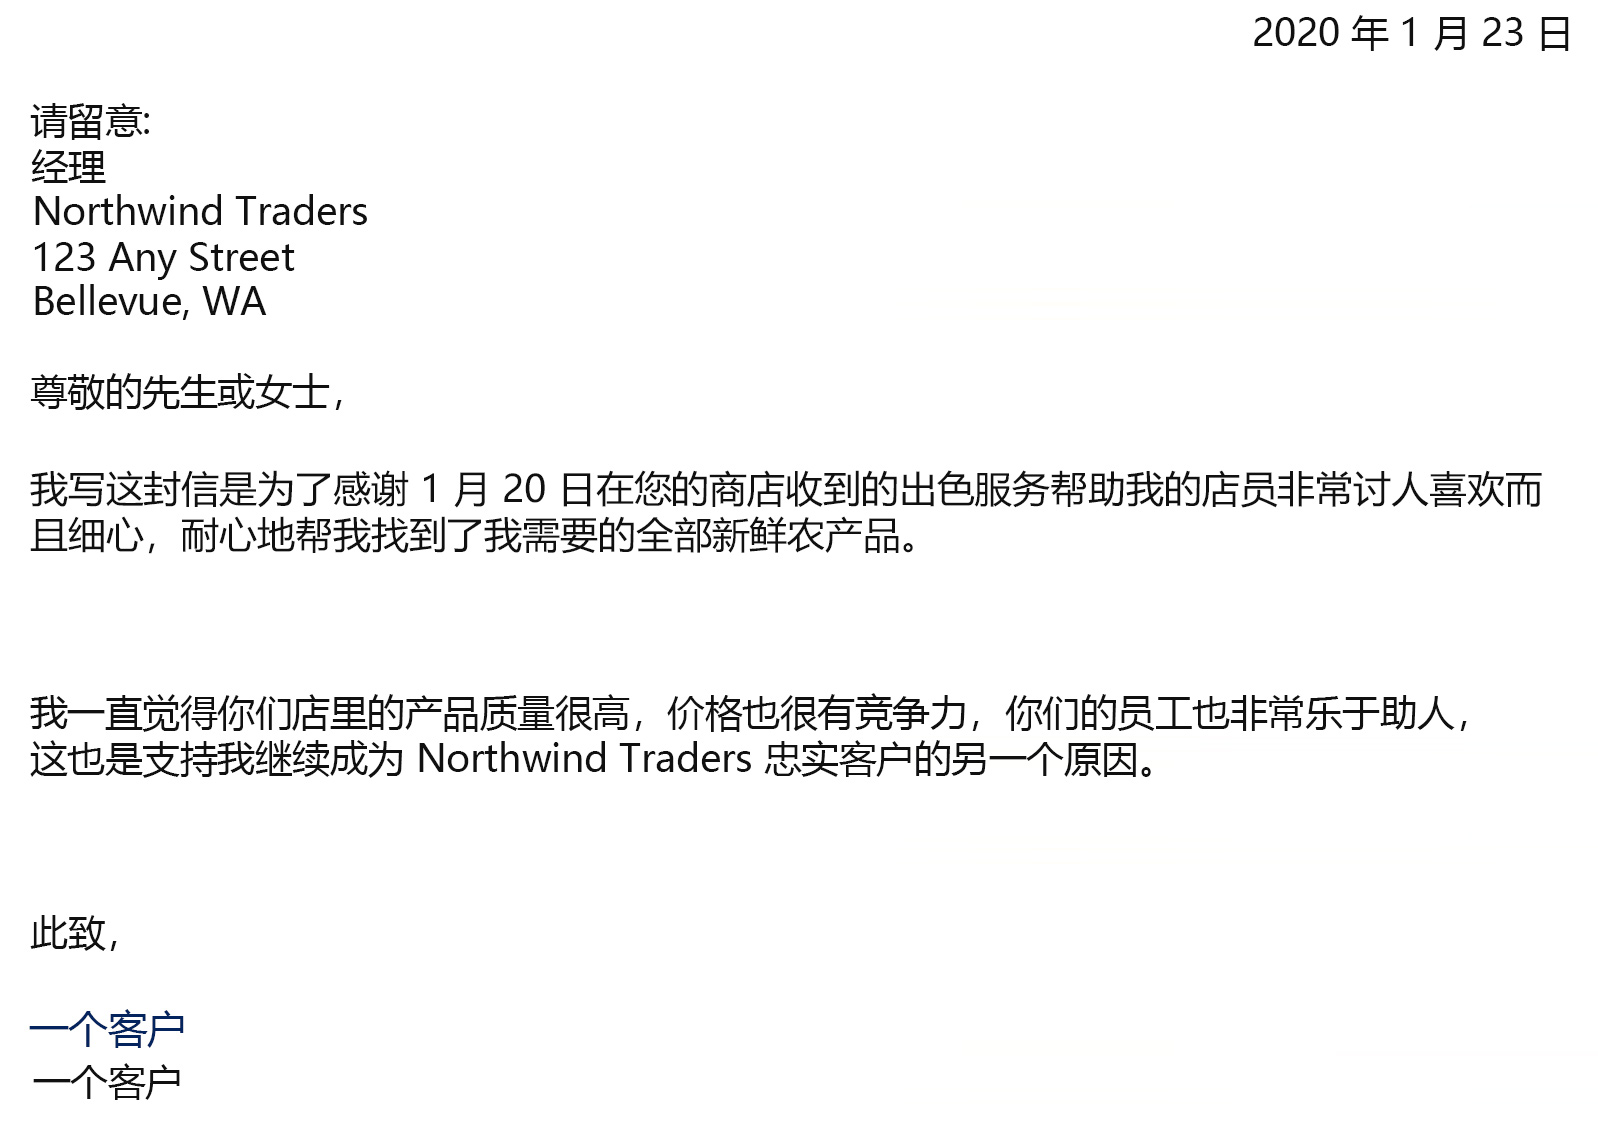 2020 年 1 月 23 日
请留意:
经理
Northwind Traders
123 Any Street
Bellevue, WA
尊敬的先生或女士，
我写这封信是为了感谢 1 月 20 日在您的商店收到的出色服务帮助我的店员非常讨人喜欢而
且细心，耐心地帮我找到了我需要的全部新鲜农产品。
我一直觉得你们店里的产品质量很高，价格也很有竞争力，你们的员工也非常乐于助人，
这也是支持我继续成为 Northwind Traders 忠实客户的另一个原因。
此致，
一个客户
一个客户